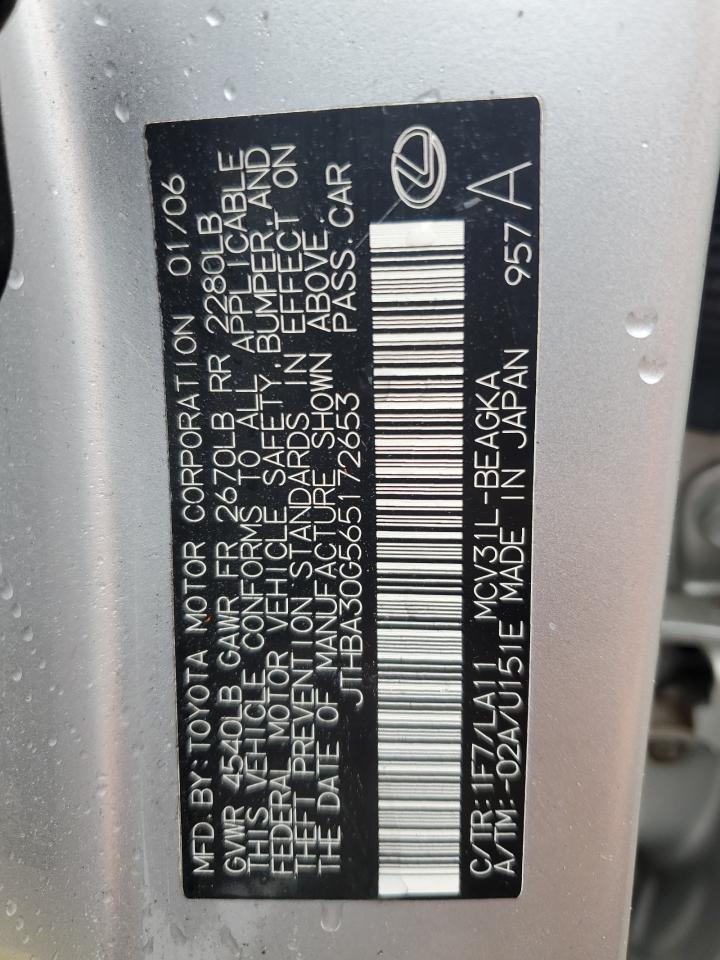 MFD.BY:TOYOTA MOTOR CORPORATION 01/06
GVWR 4540LB GAWR FR 2670LB RR 2280LB
THIS VEHICLE CONFORMS TO ALL APPLICABLE
FEDERAL MOTOR VEHICLE SAFETY, BUMPER, AND
THEFT PREVENTION STANDARDS IN EFFECT ON
THE DATE OF MANUFACTURE SHOWN ABOVE.
JTHBA30G565172653 PASS.CAR
C/TR:1F7/LA11 MCV31L-BEAGKA 957A
A/TM:-02A/U151E MADE IN JAPAN